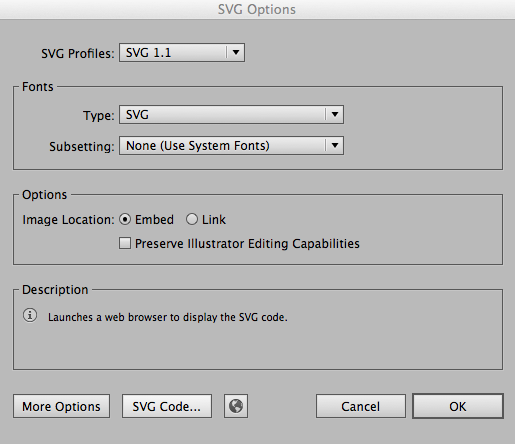 SVG Options
SVG Profiles: SVG 1.1
Fonts
Type: SVG
Subsetting: None (Use System Fonts)
Options
Image Location: Embed Link
Preserve Illustrator Editing Capabilities
Description
Launches a web browser to display the SVG code.
More Options SVG Code... Cancel OK